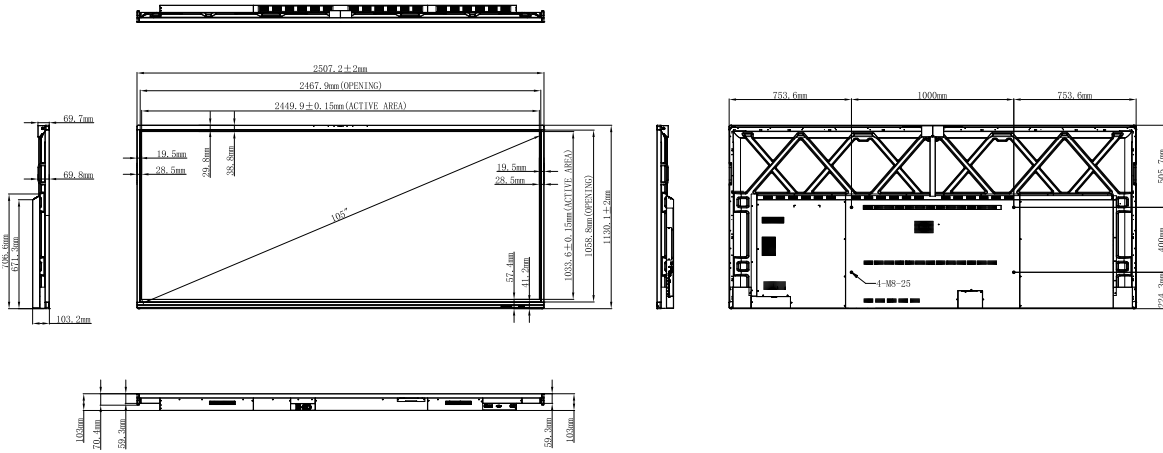 2507.2±2mm
2467.9mm(OPENING)
2449.9±0.15mm(ACTIVE AREA)
753.6mm
1000mm
753.6mm
69.7mm
69.8mm
19.5mm
28.5mm
29.8mm
38.8mm
19.5mm
28.5mm
105"
1033.6±0.15mm(ACTIVE AREA)
1058.8mm(OPENING)
1130.1±2mm
505.7mm
400mm
224.3mm
706.6mm
671.3mm
57.4mm
41.2mm
4-M8-25
103.2mm
103mm
70.4mm
59.3mm
59.3mm
103mm